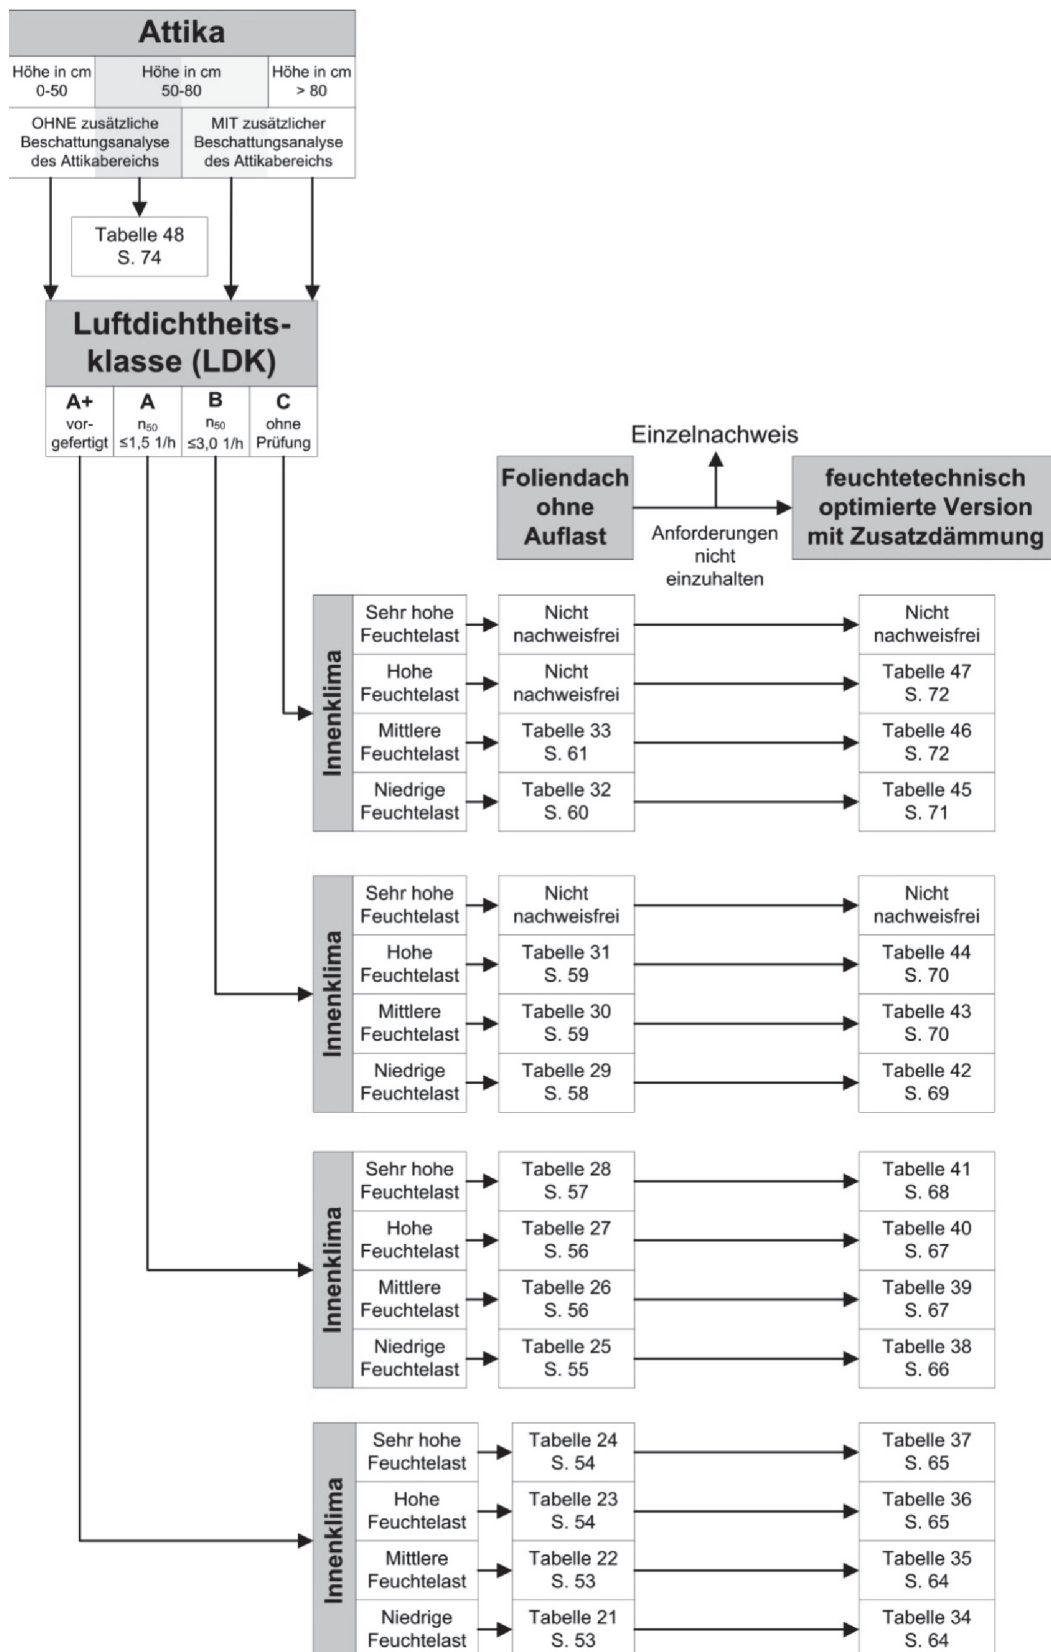 Attika
Höhe in cm
0-50
Höhe in cm
50-80
Höhe in cm
> 80
OHNE zusätzliche
Beschattungsanalyse
des Attikabereichs
MIT zusätzlicher
Beschattungsanalyse
des Attikabereichs
Tabelle 48
S. 74
Luftdichtheits-
klasse (LDK)
A+
vor-
gefertigt
A
n₅₀
≤1,5 1/h
B
n₅₀
≤3,0 1/h
C
ohne
Prüfung
Einzelnachweis
Foliendach
ohne
Auflast
Anforderungen
nicht
einzuhalten
feuchtetechnisch
optimierte Version
mit Zusatzdämmung
Innenklima
Sehr hohe
Feuchtelast
Nicht
nachweisfrei
Nicht
nachweisfrei
Hohe
Feuchtelast
Nicht
nachweisfrei
Tabelle 47
S. 72
Mittlere
Feuchtelast
Tabelle 33
S. 61
Tabelle 46
S. 72
Niedrige
Feuchtelast
Tabelle 32
S. 60
Tabelle 45
S. 71
Innenklima
Sehr hohe
Feuchtelast
Nicht
nachweisfrei
Nicht
nachweisfrei
Hohe
Feuchtelast
Tabelle 31
S. 59
Tabelle 44
S. 70
Mittlere
Feuchtelast
Tabelle 30
S. 59
Tabelle 43
S. 70
Niedrige
Feuchtelast
Tabelle 29
S. 58
Tabelle 42
S. 69
Innenklima
Sehr hohe
Feuchtelast
Tabelle 28
S. 57
Tabelle 41
S. 68
Hohe
Feuchtelast
Tabelle 27
S. 56
Tabelle 40
S. 67
Mittlere
Feuchtelast
Tabelle 26
S. 56
Tabelle 39
S. 67
Niedrige
Feuchtelast
Tabelle 25
S. 55
Tabelle 38
S. 66
Innenklima
Sehr hohe
Feuchtelast
Tabelle 24
S. 54
Tabelle 37
S. 65
Hohe
Feuchtelast
Tabelle 23
S. 54
Tabelle 36
S. 65
Mittlere
Feuchtelast
Tabelle 22
S. 53
Tabelle 35
S. 64
Niedrige
Feuchtelast
Tabelle 21
S. 53
Tabelle 34
S. 64